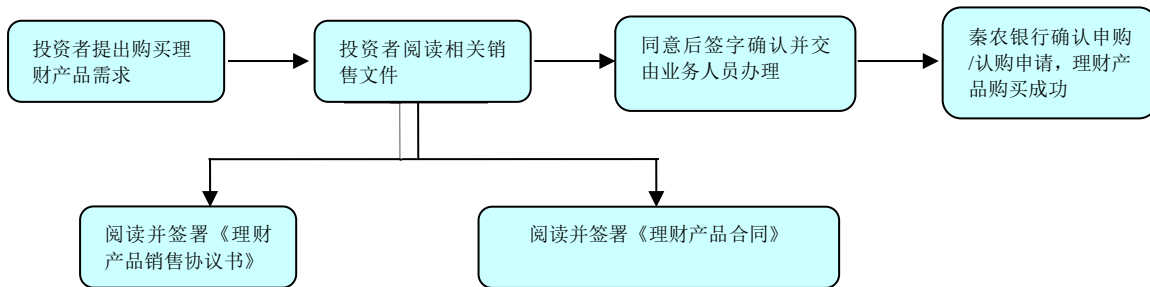 投资者提出购买理
财产品需求
投资者阅读相关销
售文件
同意后签字确认并交
由业务人员办理
秦农银行确认申购
/认购申请，理财产
品购买成功
阅读并签署《理财
产品销售协议书》
阅读并签署《理财产品合同》